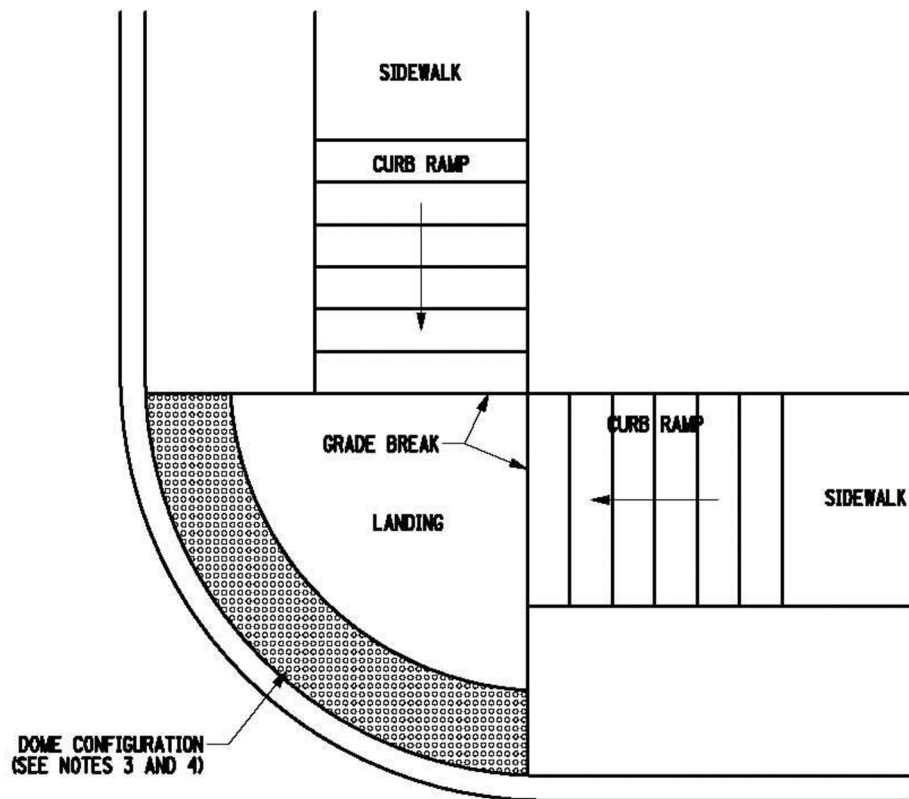 SIDEWALK
CURB RAMP
GRADE BREAK
CURB RAMP
LANDING
SIDEWALK
DOME CONFIGURATION
(SEE NOTES 3 AND 4)